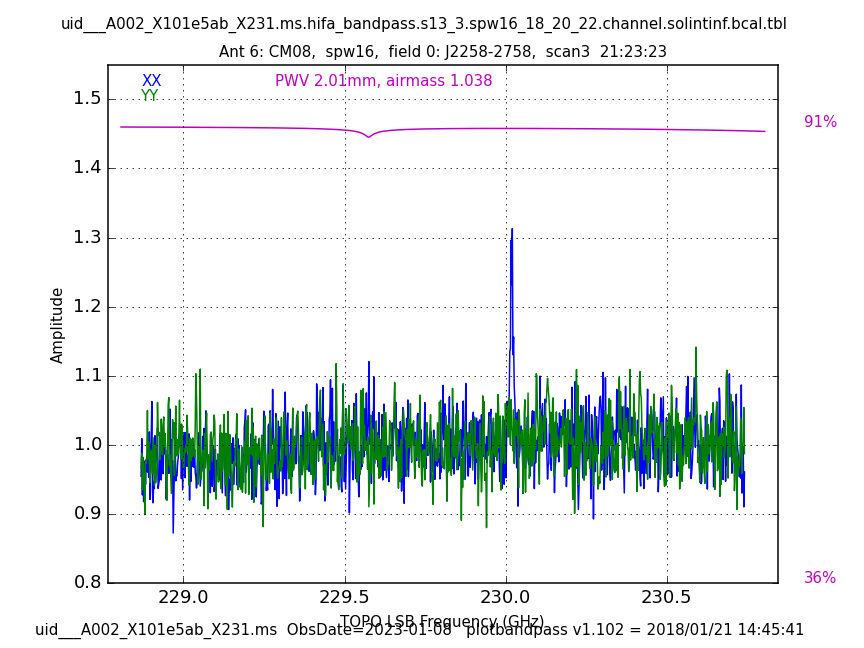 uid___A002_X101e5ab_X231.ms.hifa_bandpass.s13_3.spw16_18_20_22.channel.solintinf.bcal.tbl
Ant 6: CM08,  spw16,  field 0: J2258-2758,  scan3  21:23:23
XX
PWV 2.01mm, airmass 1.038
YY
1.5
91%
1.4
1.3
1.2
Amplitude
1.1
1.0
0.9
0.8
36%
229.0 229.5 230.0 230.5
TOPO LSB Frequency (GHz)
uid___A002_X101e5ab_X231.ms  ObsDate=2023-01-08   plotbandpass v1.102 = 2018/01/21 14:45:41